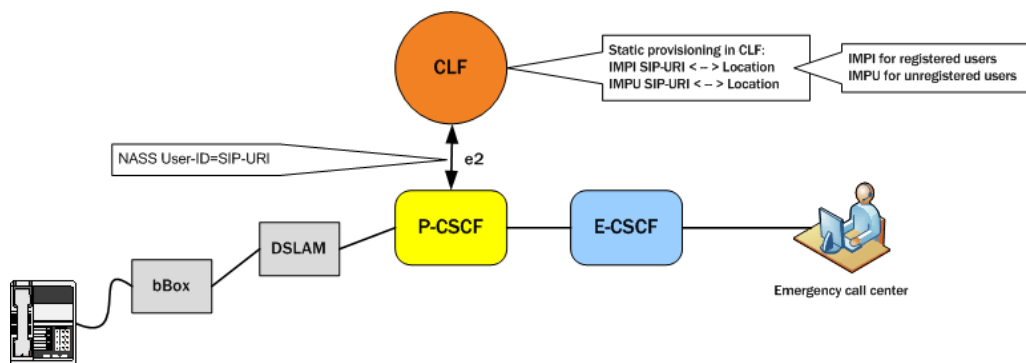 CLF
Static provisioning in CLF:
IMPI SIP-URI < -- > Location
IMPU SIP-URI < -- > Location
IMPI for registered users
IMPU for unregistered users
NASS User-ID=SIP-URI
e2
P-CSCF
E-CSCF
DSLAM
bBox
Emergency call center